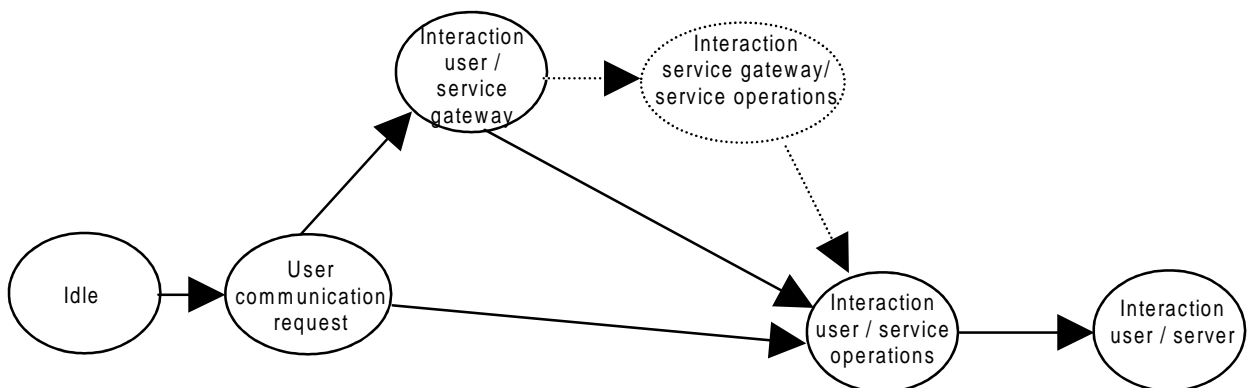 Interaction
user /
service
gateway
Interaction
service gateway/
service operations
Idle
User
communication
request
Interaction
user / service
operations
Interaction
user / server